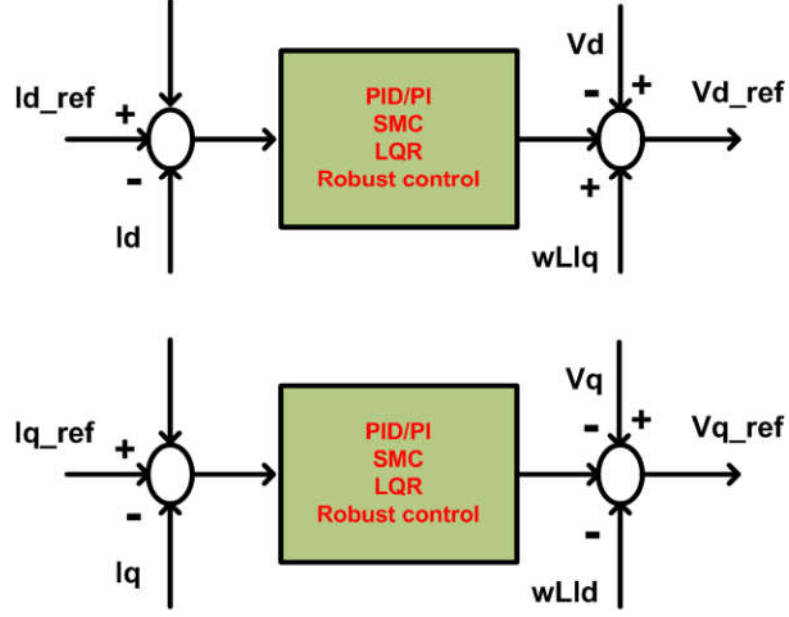 Vd
Id_ref
+
-
+
Vd_ref
PID/PI
SMC
LQR
Robust control
-
+
Id
wLIq
Vq
Iq_ref
+
-
+
Vq_ref
PID/PI
SMC
LQR
Robust control
-
-
Iq
wLId